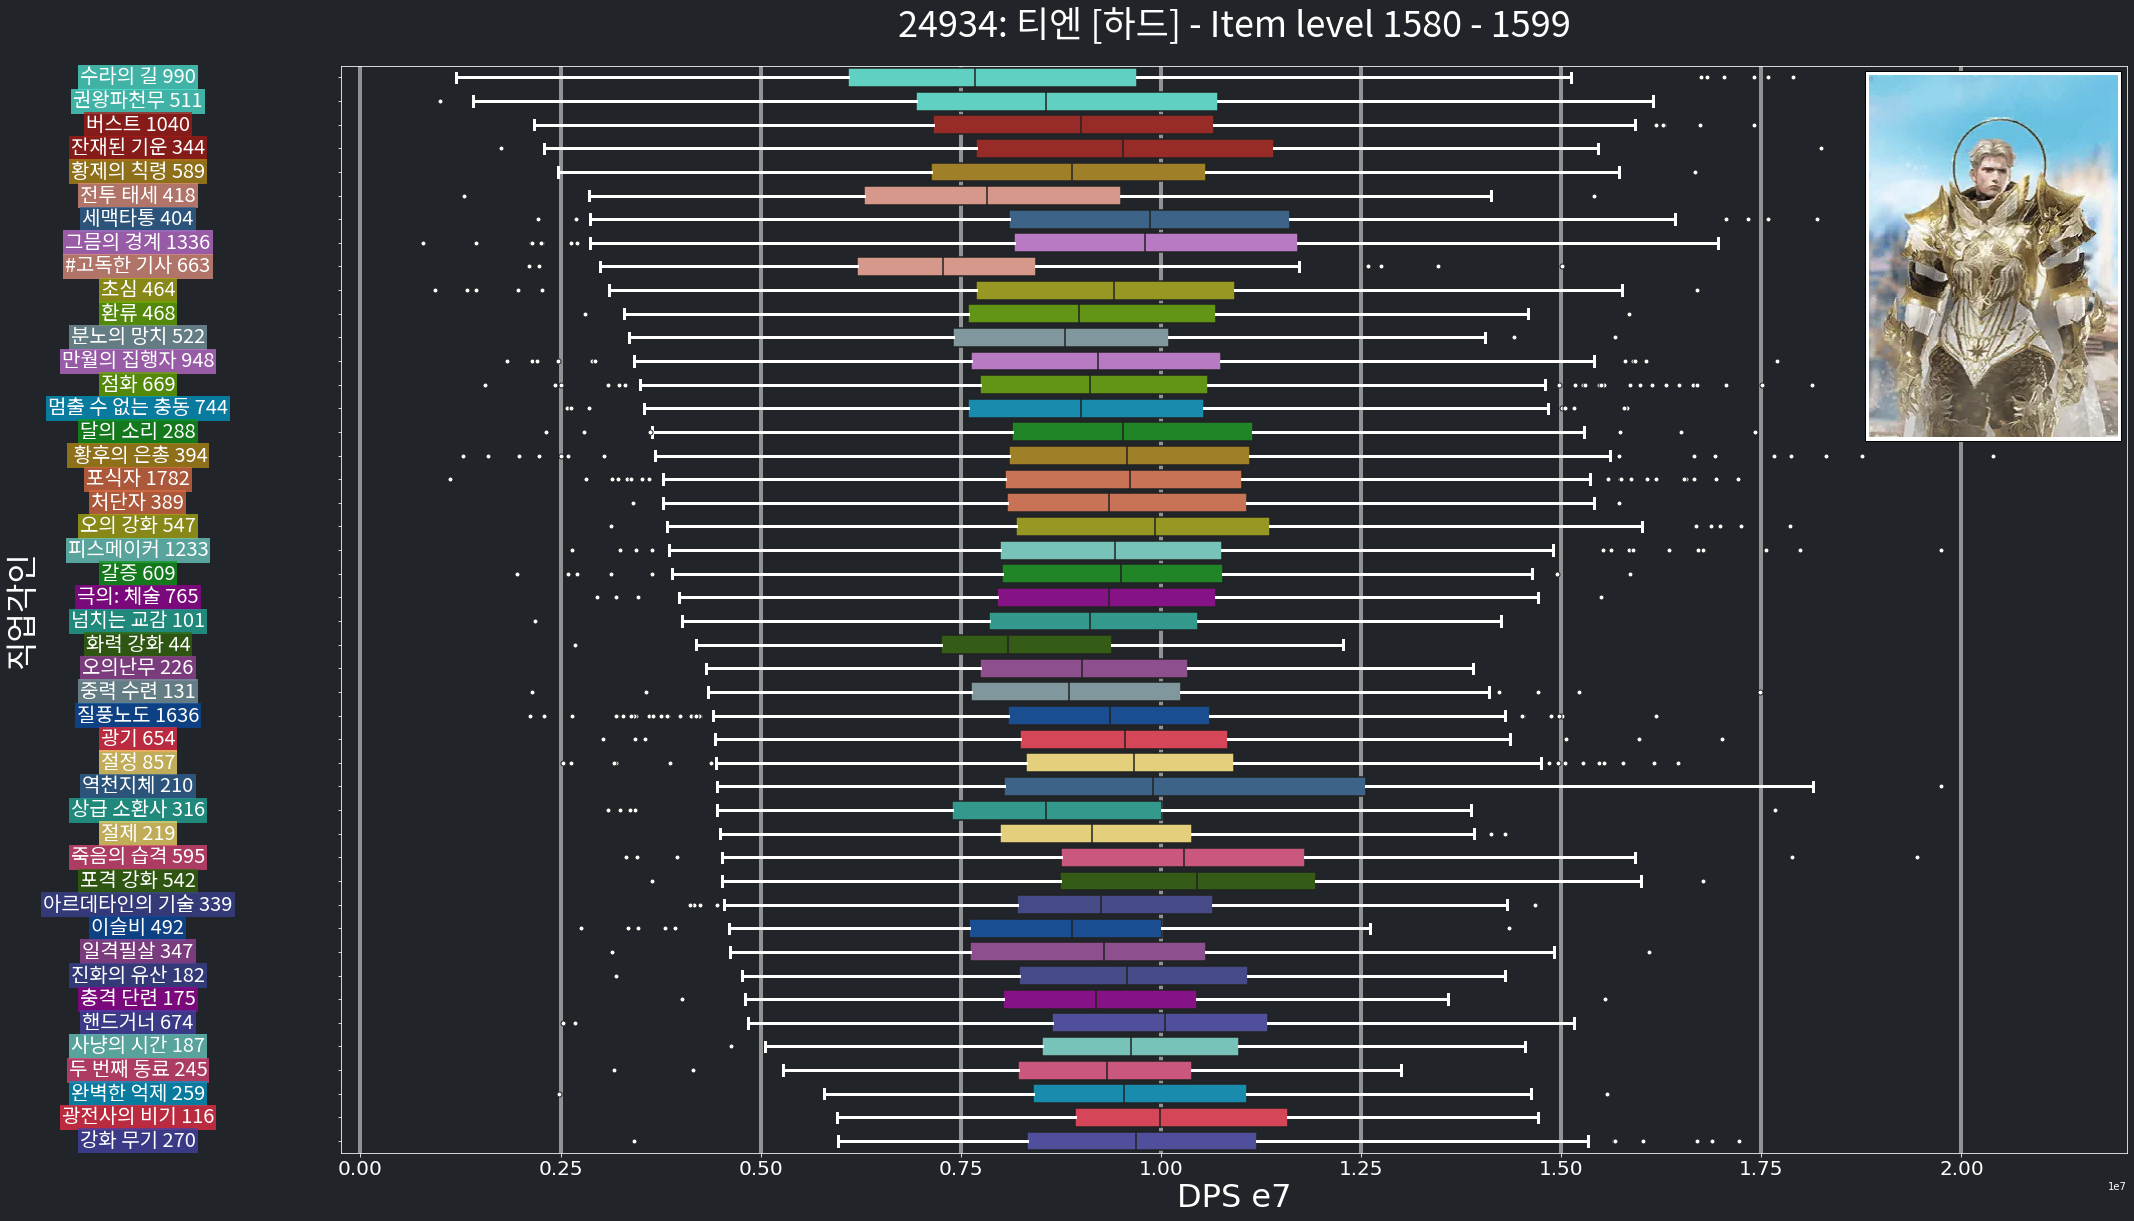 24934: 티엔 [하드] - Item level 1580 - 1599
수라의 길 990
권왕파천무 511
버스트 1040
잔재된 기운 344
황제의 칙령 589
전투 태세 418
세맥타통 404
그믐의 경계 1336
#고독한 기사 663
초심 464
환류 468
분노의 망치 522
만월의 집행자 948
점화 669
멈출 수 없는 충동 744
달의 소리 288
황후의 은총 394
포식자 1782
처단자 389
오의 강화 547
피스메이커 1233
갈증 609
극의: 체술 765
넘치는 교감 101
화력 강화 44
오의난무 226
중력 수련 131
질풍노도 1636
광기 654
절정 857
역천지체 210
상급 소환사 316
절제 219
죽음의 습격 595
포격 강화 542
아르데타인의 기술 339
이슬비 492
일격필살 347
진화의 유산 182
충격 단련 175
핸드거너 674
사냥의 시간 187
두 번째 동료 245
완벽한 억제 259
광전사의 비기 116
강화 무기 270
직업각인
0.00 0.25 0.50 0.75 1.00 1.25 1.50 1.75 2.00
DPS e7
1e7